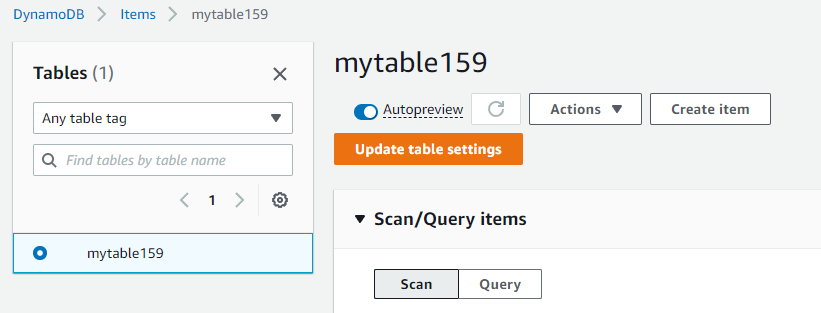 DynamoDB > Items > mytable159
Tables (1)
Any table tag
Find tables by table name
1
mytable159
mytable159
Autopreview
Actions
Create item
Update table settings
Scan/Query items
Scan Query